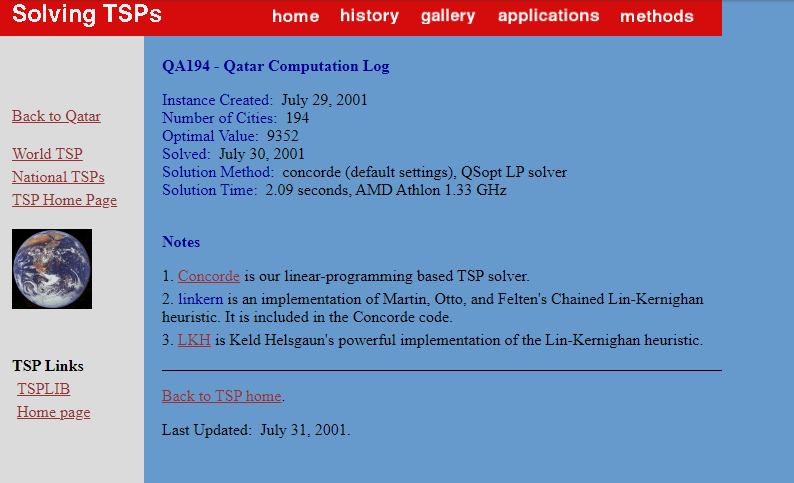 Solving TSPs
home history gallery applications methods
Back to Qatar
World TSP
National TSPs
TSP Home Page
TSP Links
TSPLIB
Home page
QA194 - Qatar Computation Log
Instance Created: July 29, 2001
Number of Cities: 194
Optimal Value: 9352
Solved: July 30, 2001
Solution Method: concorde (default settings), QSopt LP solver
Solution Time: 2.09 seconds, AMD Athlon 1.33 GHz
Notes
1. Concorde is our linear-programming based TSP solver.
2. linkern is an implementation of Martin, Otto, and Felten's Chained Lin-Kernighan
heuristic. It is included in the Concorde code.
3. LKH is Keld Helsgaun's powerful implementation of the Lin-Kernighan heuristic.
Back to TSP home.
Last Updated: July 31, 2001.